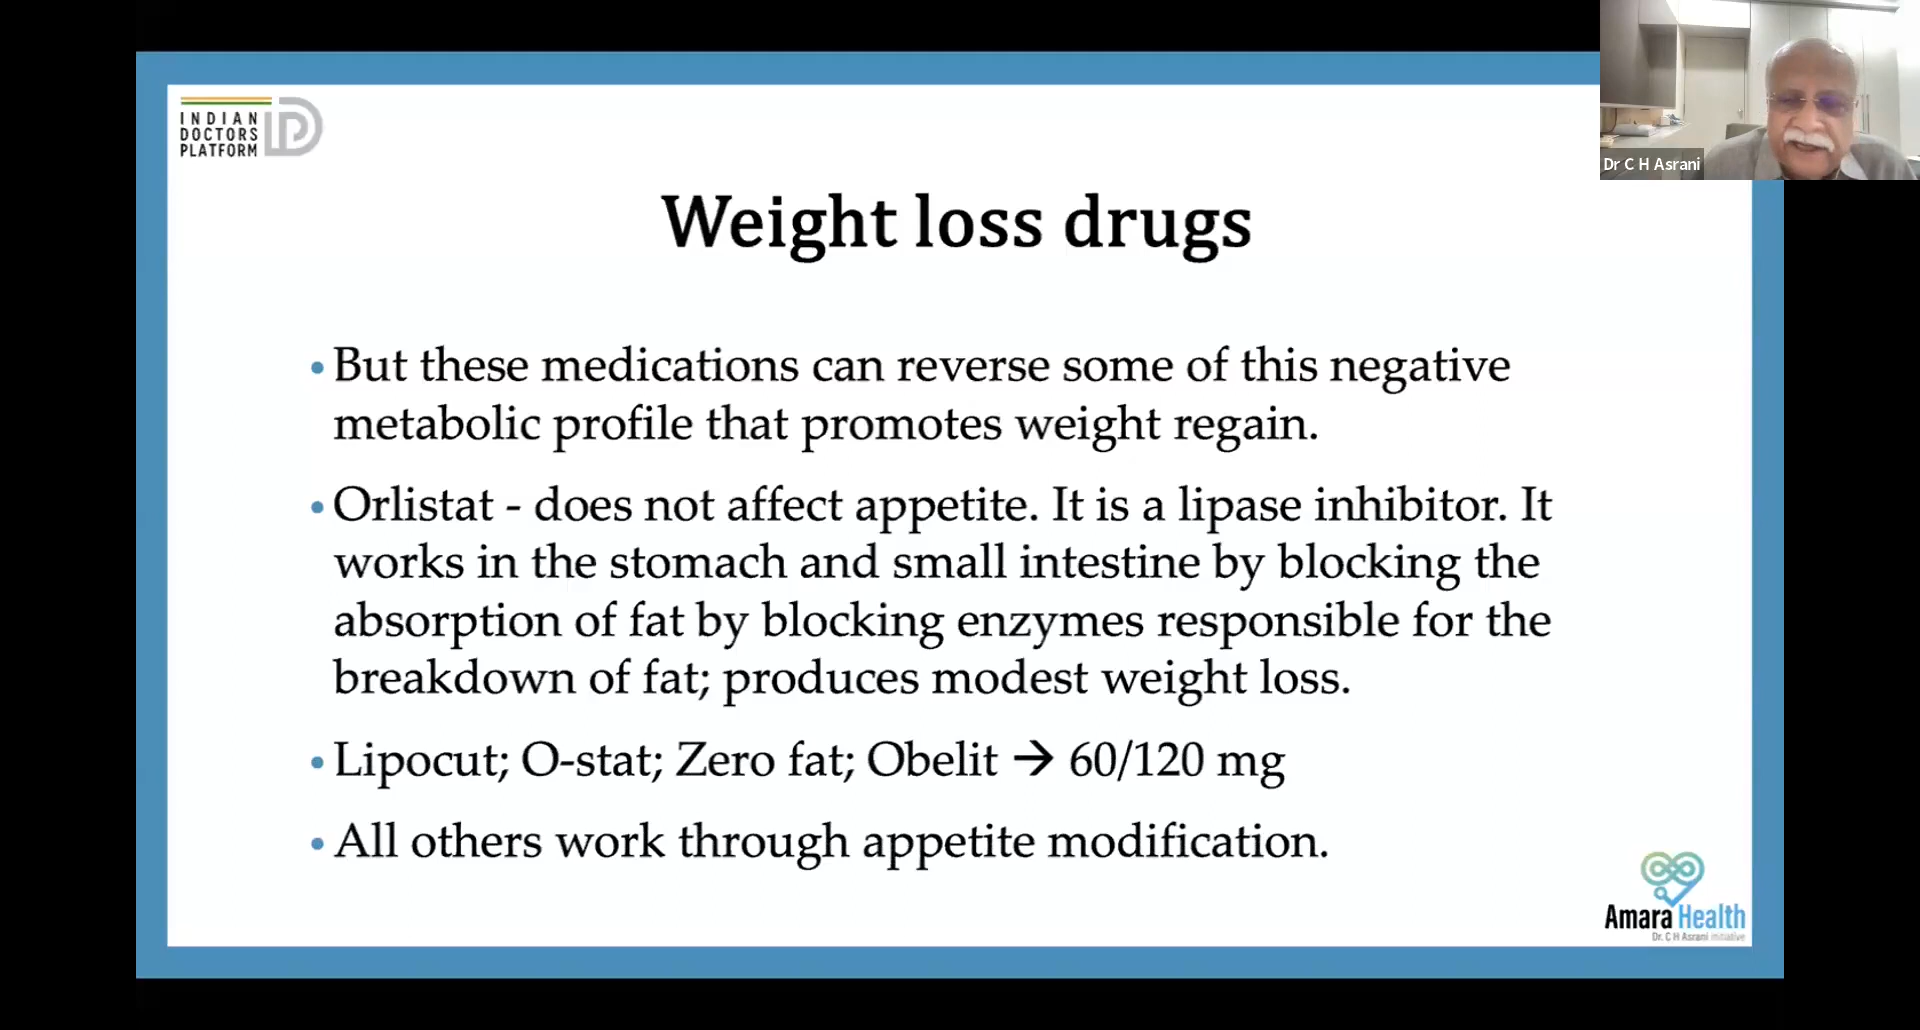 INDIAN
DOCTORS
PLATFORM
Dr C H Asrani
Weight loss drugs
• But these medications can reverse some of this negative
metabolic profile that promotes weight regain.
• Orlistat - does not affect appetite. It is a lipase inhibitor. It
works in the stomach and small intestine by blocking the
absorption of fat by blocking enzymes responsible for the
breakdown of fat; produces modest weight loss.
• Lipocut; O-stat; Zero fat; Obelit → 60/120 mg
• All others work through appetite modification.
Amara Health
Dr. C H Asrani initiative